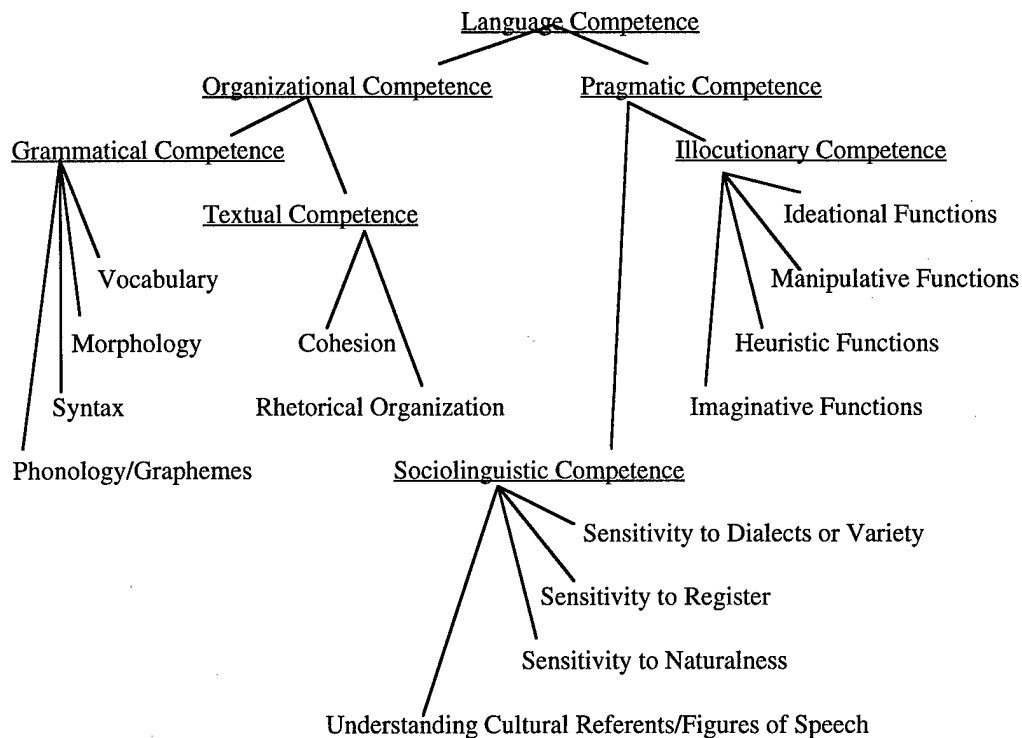 Language Competence
Organizational Competence
Pragmatic Competence
Grammatical Competence
Illocutionary Competence
Textual Competence
Ideational Functions
Vocabulary
Manipulative Functions
Morphology
Cohesion
Heuristic Functions
Syntax
Rhetorical Organization
Imaginative Functions
Phonology/Graphemes
Sociolinguistic Competence
Sensitivity to Dialects or Variety
Sensitivity to Register
Sensitivity to Naturalness
Understanding Cultural Referents/Figures of Speech